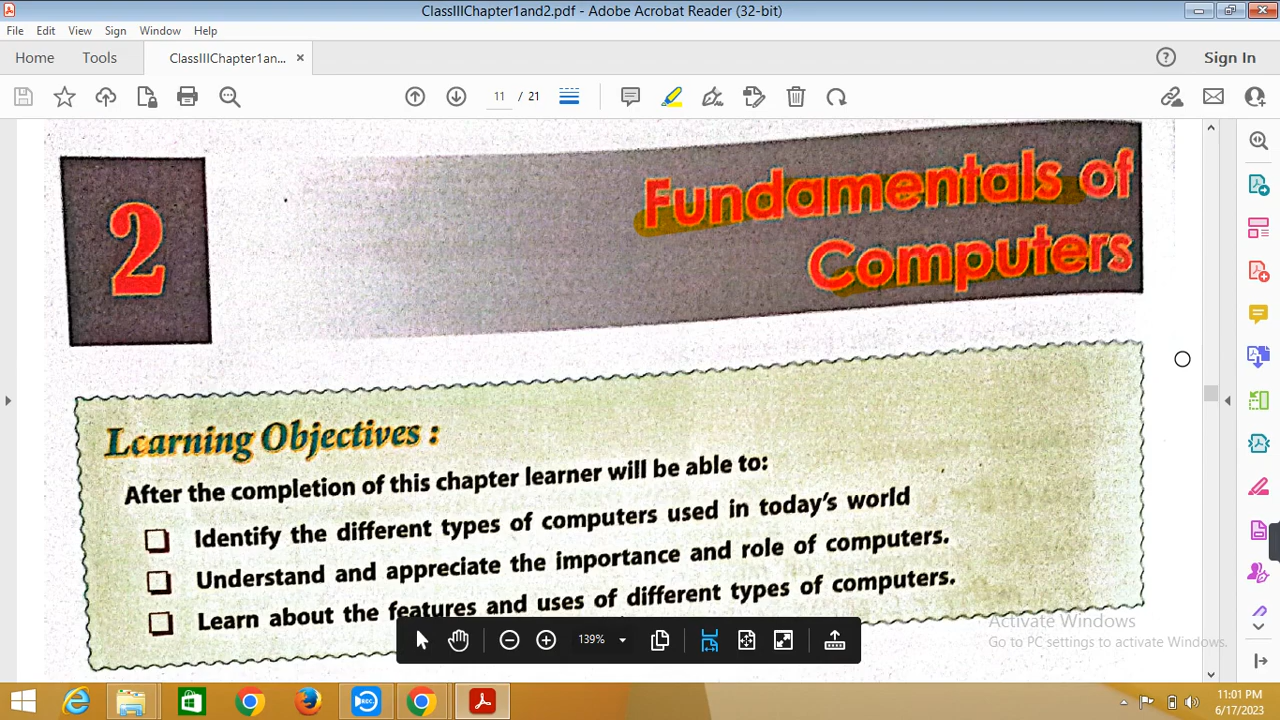 ClassIIIChapter1and2.pdf - Adobe Acrobat Reader (32-bit)
File Edit View Sign Window Help
Home Tools ClassIIIChapter1an... × Sign In
11 / 21
2
Fundamentals of
Computers
Learning Objectives :
After the completion of this chapter learner will be able to:
Identify the different types of computers used in today's world
Understand and appreciate the importance and role of computers.
Learn about the features and uses of different types of computers.
139%
Activate Windows
Go to PC settings to activate Windows.
REC
11:01 PM
6/17/2023